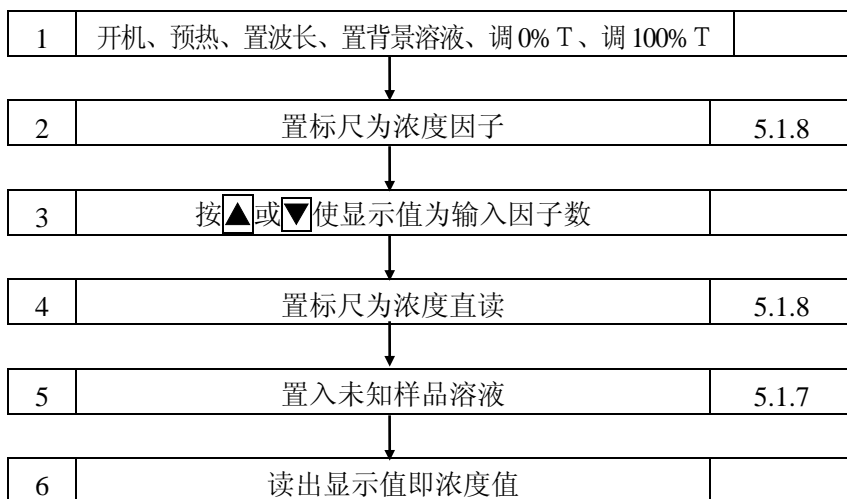 1 开机、预热、置波长、置背景溶液、调0% T、调100% T
2 置标尺为浓度因子 5.1.8
3 按▲或▼使显示值为输入因子数
4 置标尺为浓度直读 5.1.8
5 置入未知样品溶液 5.1.7
6 读出显示值即浓度值